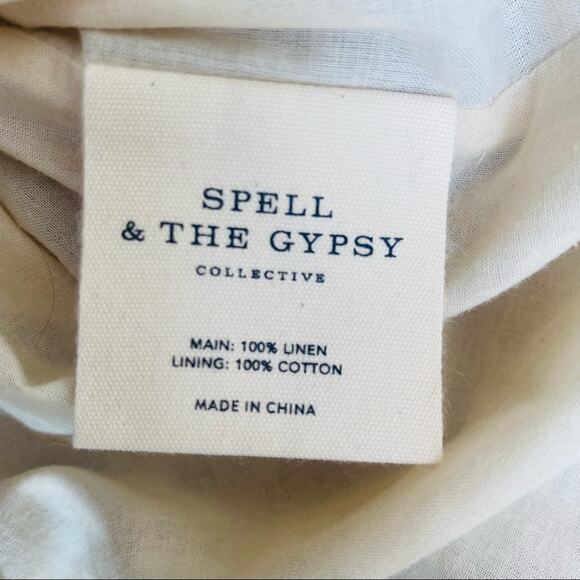 SPELL
& THE GYPSY
COLLECTIVE
MAIN: 100% LINEN
LINING: 100% COTTON
MADE IN CHINA